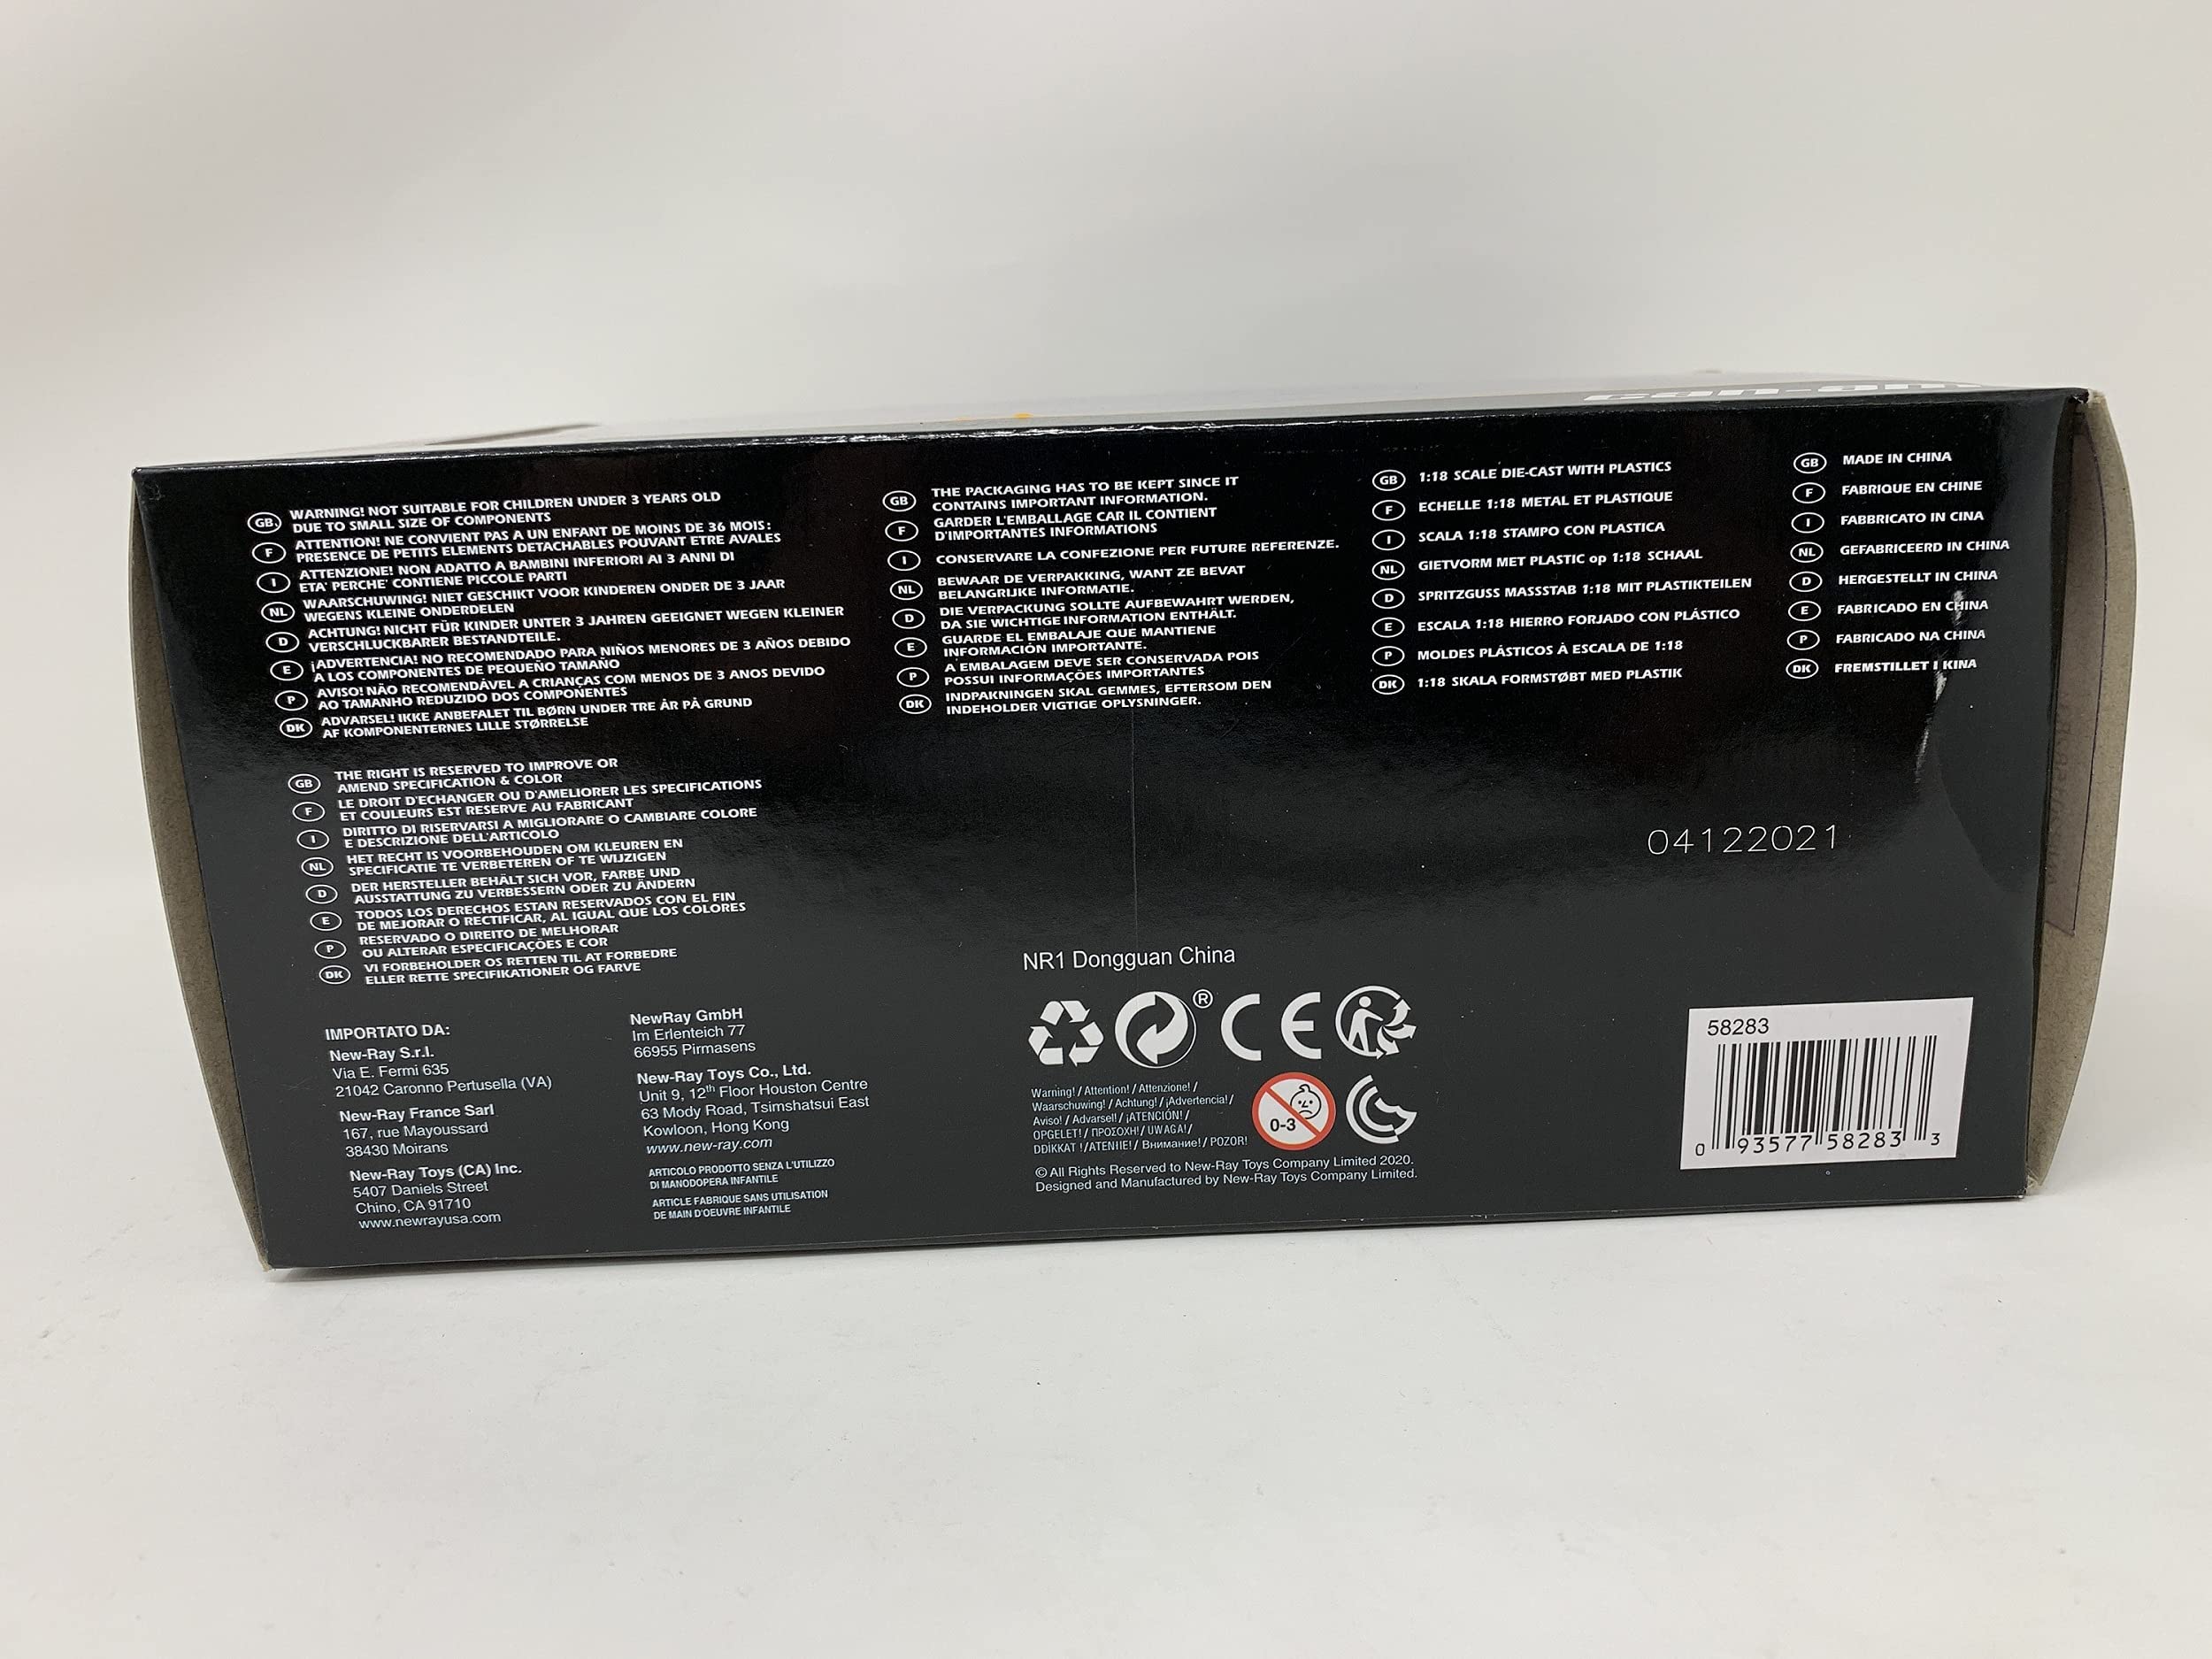 can-am
GB WARNING! NOT SUITABLE FOR CHILDREN UNDER 3 YEARS OLD
DUE TO SMALL SIZE OF COMPONENTS
F ATTENTION! NE CONVIENT PAS A UN ENFANT DE MOINS DE 36 MOIS:
PRESENCE DE PETITS ELEMENTS DETACHABLES POUVANT ETRE AVALES
I ATTENZIONE! NON ADATTO A BAMBINI INFERIORI AI 3 ANNI DI
ETA' PERCHE' CONTIENE PICCOLE PARTI
NL WAARSCHUWING! NIET GESCHIKT VOOR KINDEREN ONDER DE 3 JAAR
WEGENS KLEINE ONDERDELEN
D ACHTUNG! NICHT FÜR KINDER UNTER 3 JAHREN GEEIGNET WEGEN KLEINER
VERSCHLUCKBARER BESTANDTEILE.
E ¡ADVERTENCIA! NO RECOMENDADO PARA NIÑOS MENORES DE 3 AÑOS DEBIDO
A LOS COMPONENTES DE PEQUEÑO TAMAÑO
P AVISO! NÃO RECOMENDÁVEL A CRIANÇAS COM MENOS DE 3 ANOS DEVIDO
AO TAMANHO REDUZIDO DOS COMPONENTES
DK ADVARSEL! IKKE ANBEFALET TIL BØRN UNDER TRE ÅR PÅ GRUND
AF KOMPONENTERNES LILLE STØRRELSE
GB THE PACKAGING HAS TO BE KEPT SINCE IT
CONTAINS IMPORTANT INFORMATION.
F GARDER L'EMBALLAGE CAR IL CONTIENT
D'IMPORTANTES INFORMATIONS
I CONSERVARE LA CONFEZIONE PER FUTURE REFERENZE.
NL BEWAAR DE VERPAKKING, WANT ZE BEVAT
BELANGRIJKE INFORMATIE.
D DIE VERPACKUNG SOLLTE AUFBEWAHRT WERDEN,
DA SIE WICHTIGE INFORMATION ENTHÄLT.
E GUARDE EL EMBALAJE QUE MANTIENE
INFORMACIÓN IMPORTANTE.
P A EMBALAGEM DEVE SER CONSERVADA POIS
POSSUI INFORMAÇÕES IMPORTANTES
DK INDPAKNINGEN SKAL GEMMES, EFTERSOM DEN
INDEHOLDER VIGTIGE OPLYSNINGER.
GB 1:18 SCALE DIE-CAST WITH PLASTICS
F ECHELLE 1:18 METAL ET PLASTIQUE
I SCALA 1:18 STAMPO CON PLASTICA
NL GIETVORM MET PLASTIC op 1:18 SCHAAL
D SPRITZGUSS MASSSTAB 1:18 MIT PLASTIKTEILEN
E ESCALA 1:18 HIERRO FORJADO CON PLÁSTICO
P MOLDES PLÁSTICOS À ESCALA DE 1:18
DK 1:18 SKALA FORMSTØBT MED PLASTIK
GB MADE IN CHINA
F FABRIQUE EN CHINE
I FABBRICATO IN CINA
NL GEFABRICEERD IN CHINA
D HERGESTELLT IN CHINA
E FABRICADO EN CHINA
P FABRICADO NA CHINA
DK FREMSTILLET I KINA
GB THE RIGHT IS RESERVED TO IMPROVE OR
AMEND SPECIFICATION & COLOR
F LE DROIT D'ECHANGER OU D'AMELIORER LES SPECIFICATIONS
ET COULEURS EST RESERVE AU FABRICANT
I DIRITTO DI RISERVARSI A MIGLIORARE O CAMBIARE COLORE
E DESCRIZIONE DELL'ARTICOLO
NL HET RECHT IS VOORBEHOUDEN OM KLEUREN EN
SPECIFICATIE TE VERBETEREN OF TE WIJZIGEN
D DER HERSTELLER BEHÄLT SICH VOR, FARBE UND
AUSSTATTUNG ZU VERBESSERN ODER ZU ÄNDERN
E TODOS LOS DERECHOS ESTAN RESERVADOS CON EL FIN
DE MEJORAR O RECTIFICAR, AL IGUAL QUE LOS COLORES
P RESERVADO O DIREITO DE MELHORAR
OU ALTERAR ESPECIFICAÇÕES E COR
DK VI FORBEHOLDER OS RETTEN TIL AT FORBEDRE
ELLER RETTE SPECIFIKATIONER OG FARVE
04122021
IMPORTATO DA:
New-Ray S.r.l.
Via E. Fermi 635
21042 Caronno Pertusella (VA)
New-Ray France Sarl
167, rue Mayoussard
38430 Moirans
New-Ray Toys (CA) Inc.
5407 Daniels Street
Chino, CA 91710
www.newrayusa.com
NewRay GmbH
Im Erlenteich 77
66955 Pirmasens
New-Ray Toys Co., Ltd.
Unit 9, 12th Floor Houston Centre
63 Mody Road, Tsimshatsui East
Kowloon, Hong Kong
www.new-ray.com
ARTICOLO PRODOTTO SENZA L'UTILIZZO
DI MANODOPERA INFANTILE
ARTICLE FABRIQUE SANS UTILISATION
DE MAIN D'OEUVRE INFANTILE
NR1 Dongguan China
® CE
Warning! / Attention! / Attenzione! /
Waarschuwing! / Achtung! / ¡Advertencia! /
Aviso! / Advarsel! / ¡ATENCIÓN! /
OPGELET! / ΠΡΟΣΟΧΗ! / UWAGA! /
DDİKKAT ! /ATENIIE! / Внимание! / POZOR!
0-3
© All Rights Reserved to New-Ray Toys Company Limited 2020.
Designed and Manufactured by New-Ray Toys Company Limited.
58283
0 93577 58283 3